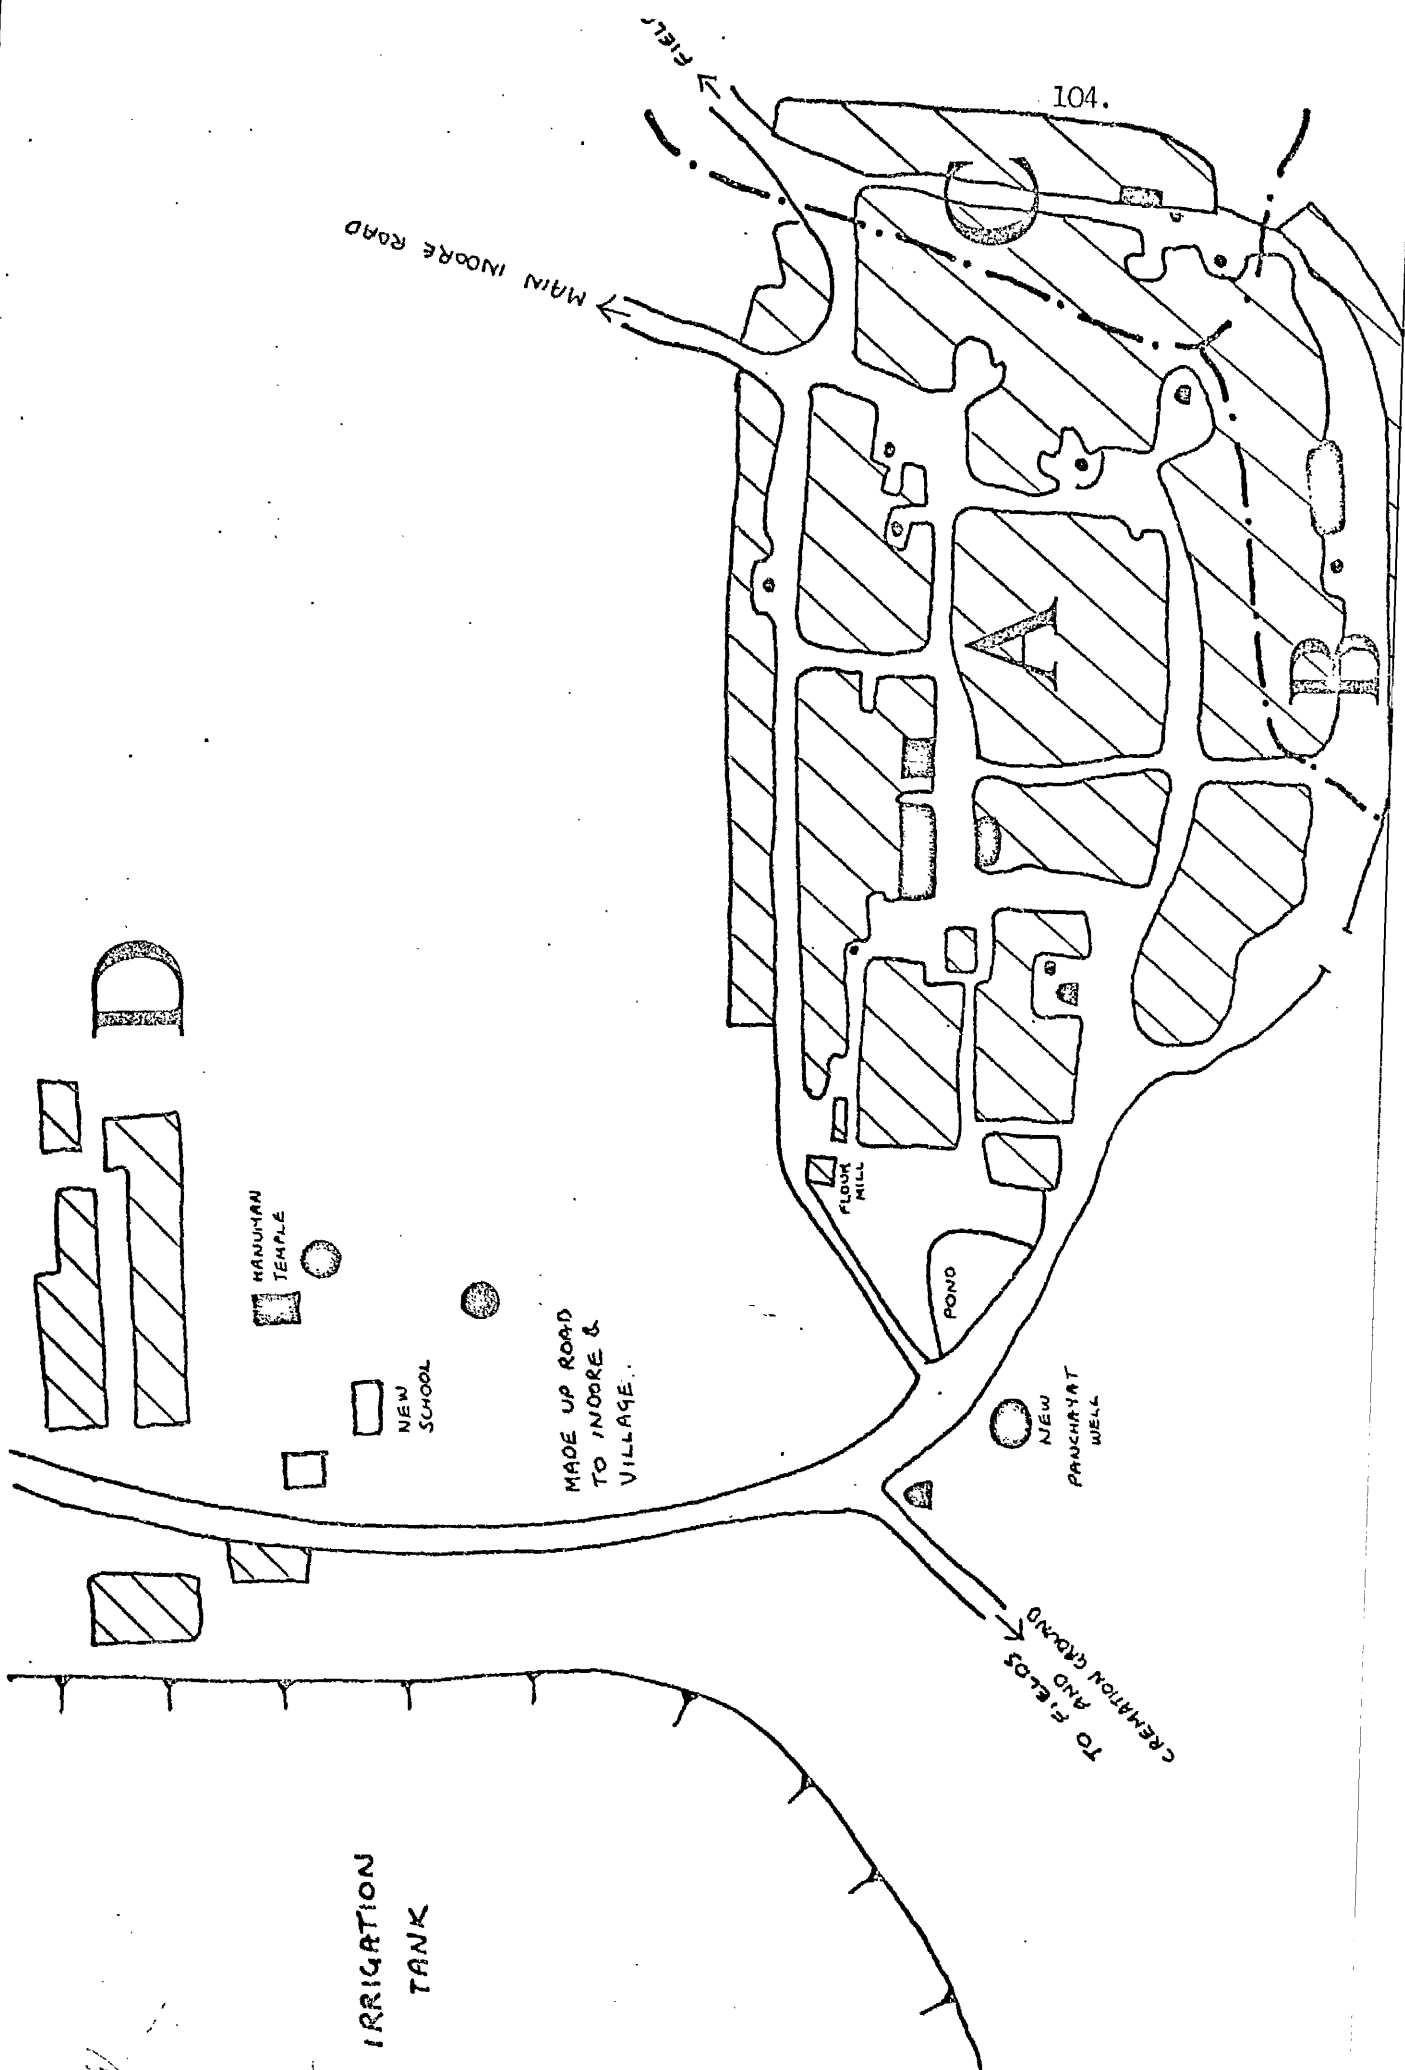 104.
FIEL
MAIN INDORE ROAD
C
A
B
D
HANUMAN
TEMPLE
NEW
SCHOOL
MADE UP ROAD
TO INDORE &
VILLAGE.
FLOUR
MILL
POND
NEW
PANCHAYAT
WELL
TO FIELDS
AND
CREMATION GROUND
IRRIGATION
TANK